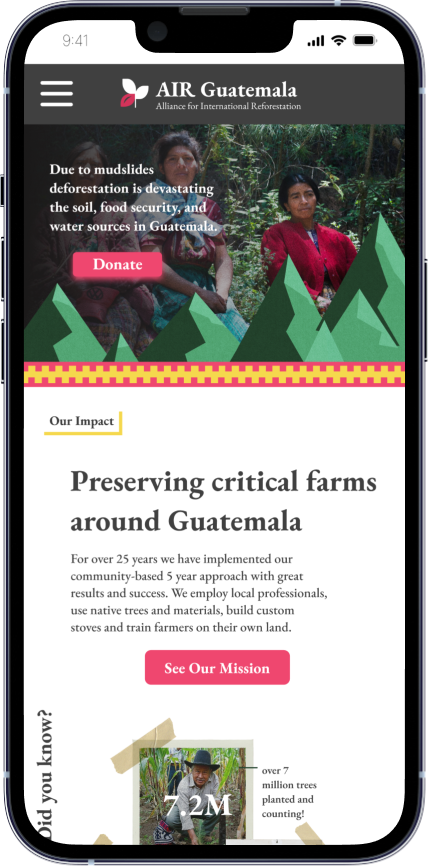 9:41
AIR Guatemala
Alliance for International Reforestation
Due to mudslides
deforestation is devastating
the soil, food security, and
water sources in Guatemala.
Donate
Our Impact
Preserving critical farms
around Guatemala
For over 25 years we have implemented our
community-based 5 year approach with great
results and success. We employ local professionals,
use native trees and materials, build custom
stoves and train farmers on their own land.
See Our Mission
Did you know?
7.2M
over 7
million trees
planted and
counting!